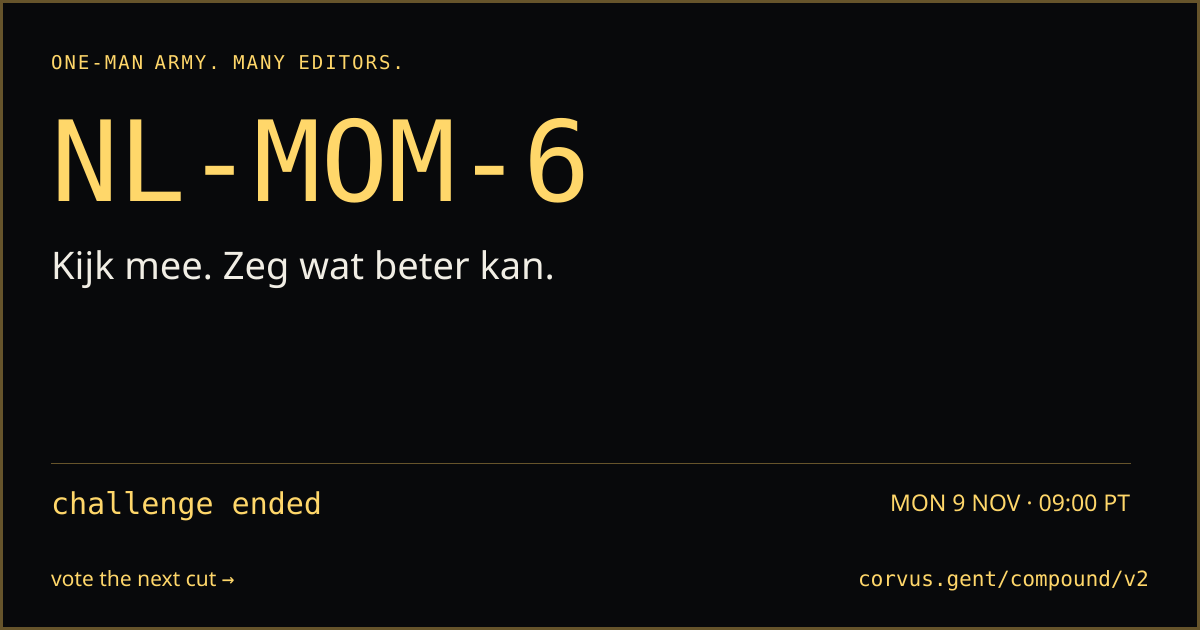 ONE-MAN ARMY. MANY EDITORS.
NL-MOM-6
Kijk mee. Zeg wat beter kan.
challenge ended
MON 9 NOV · 09:00 PT
vote the next cut →
corvus.gent/compound/v2